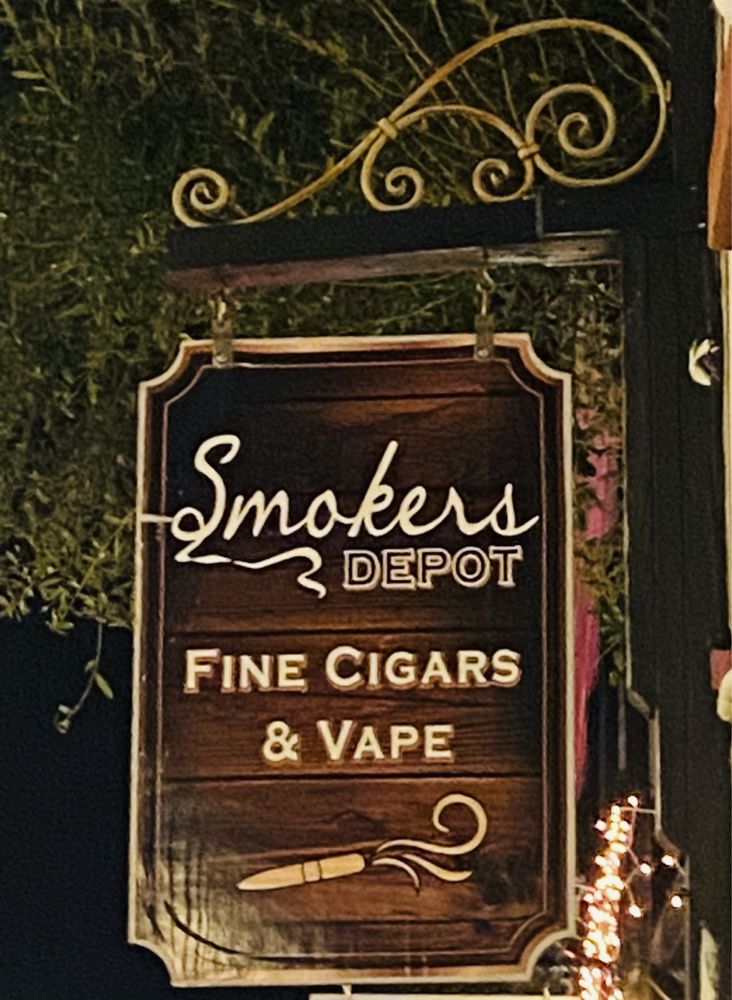 Smokers
DEPOT
FINE CIGARS
& VAPE